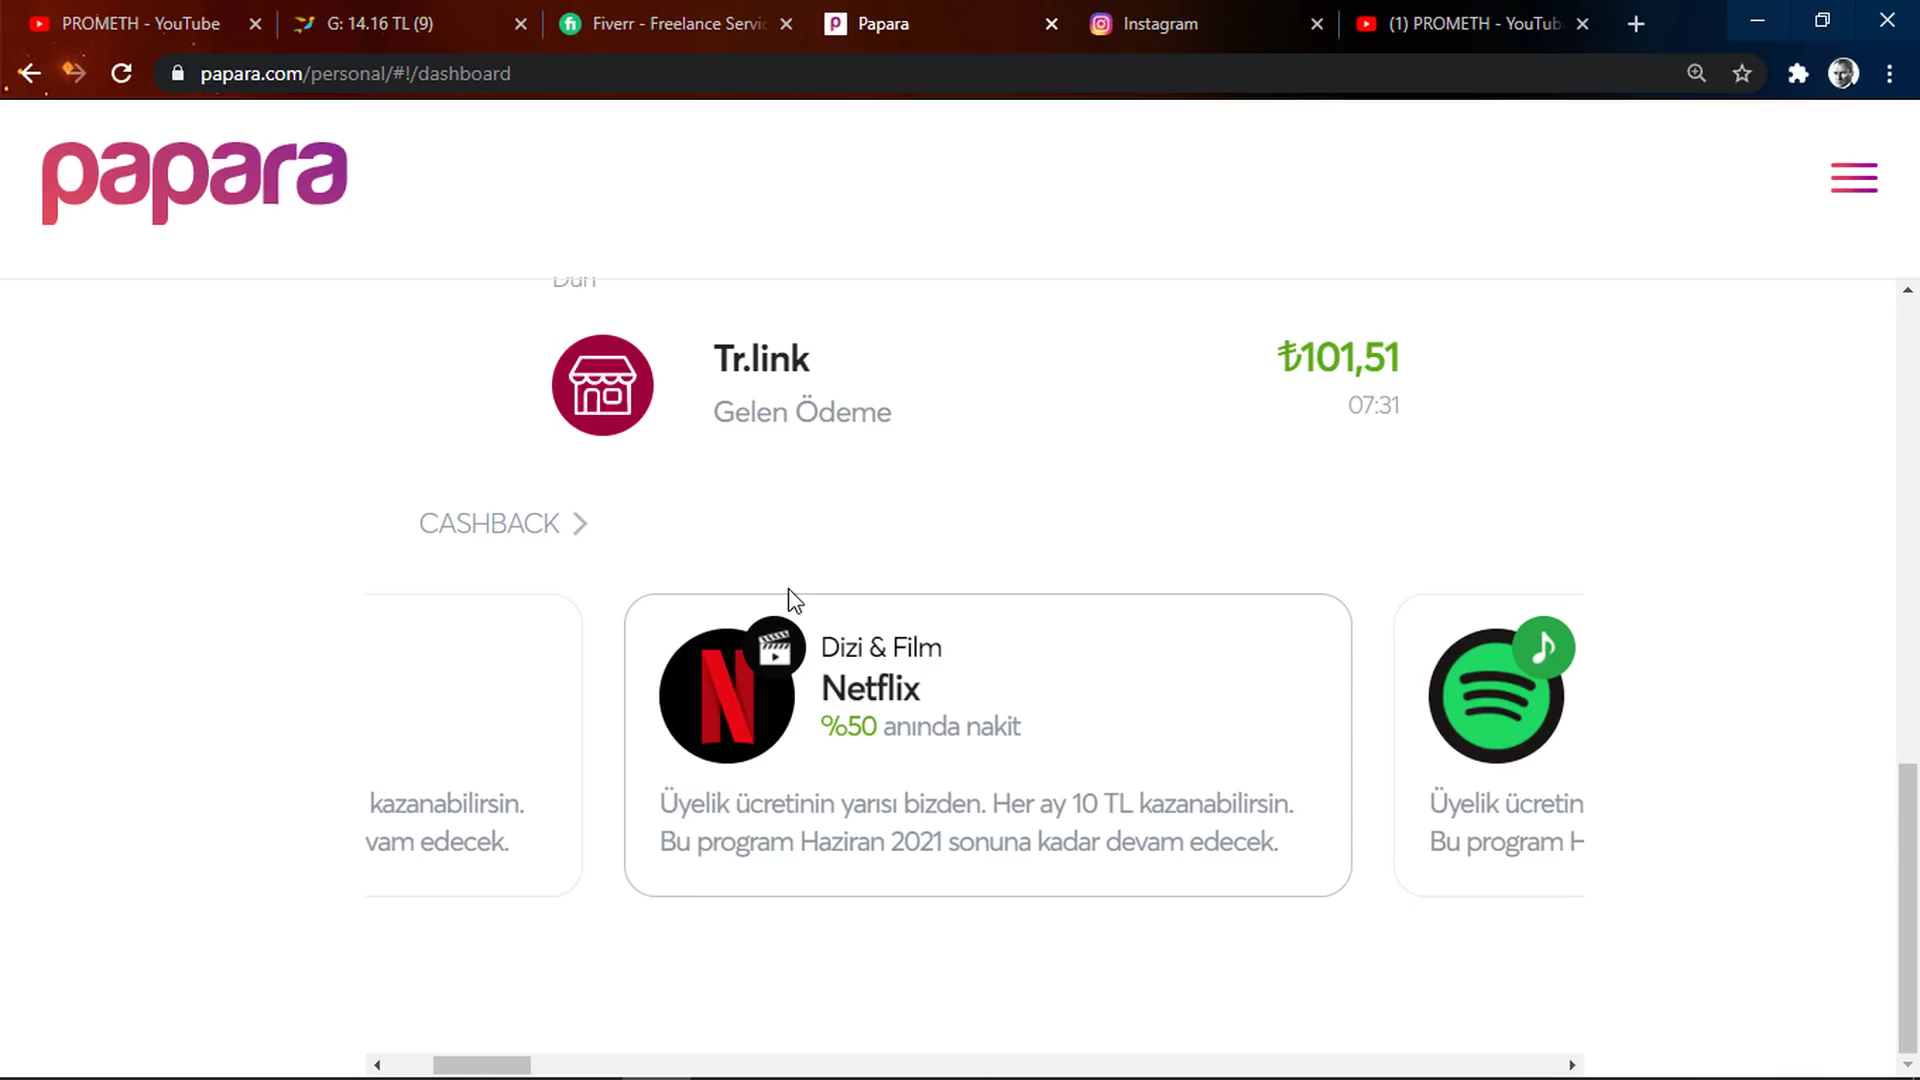 PROMETH - YouTube
G: 14.16 TL (9)
Fiverr - Freelance Servic
Papara
Instagram
(1) PROMETH - YouTub
papara.com/personal/#!/dashboard
papara
Dün
Tr.link
₺101,51
Gelen Ödeme
07:31
CASHBACK
Dizi & Film
Netflix
%50 anında nakit
kazanabilirsin.
Üyelik ücretinin yarısı bizden. Her ay 10 TL kazanabilirsin.
Üyelik ücretin
vam edecek.
Bu program Haziran 2021 sonuna kadar devam edecek.
Bu program H